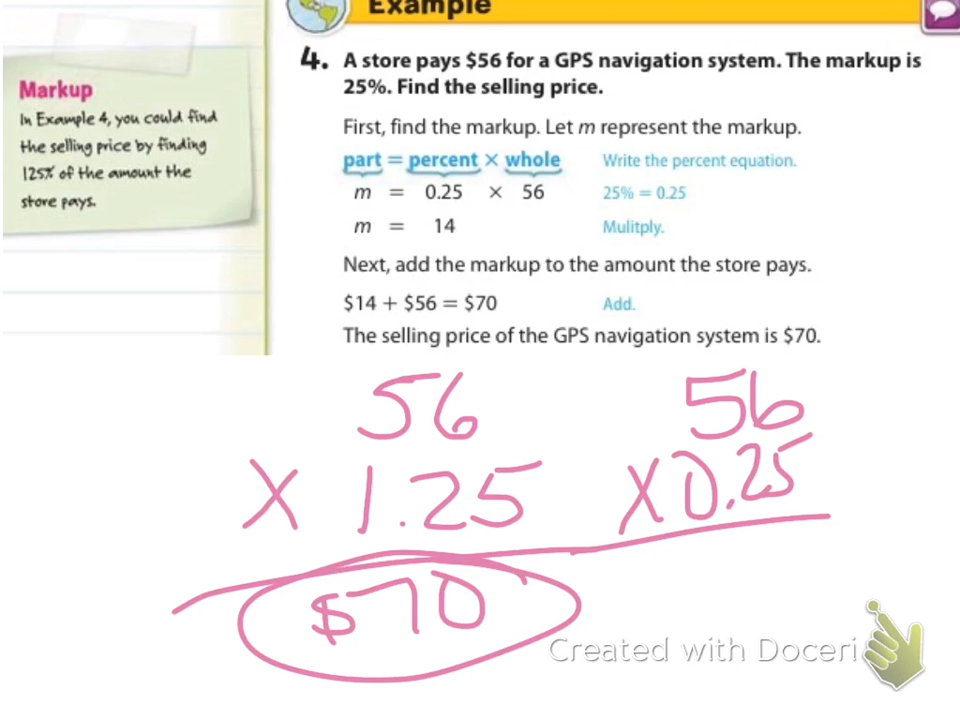 Example
4. A store pays $56 for a GPS navigation system. The markup is
25%. Find the selling price.
Markup
In Example 4, you could find
the selling price by finding
125% of the amount the
store pays.
First, find the markup. Let m represent the markup.
part = percent × whole Write the percent equation.
m = 0.25 × 56 25% = 0.25
m = 14 Mulitply.
Next, add the markup to the amount the store pays.
$14 + $56 = $70 Add.
The selling price of the GPS navigation system is $70.
56
X 1.25
$70
56
X 0.25
Created with Doceri